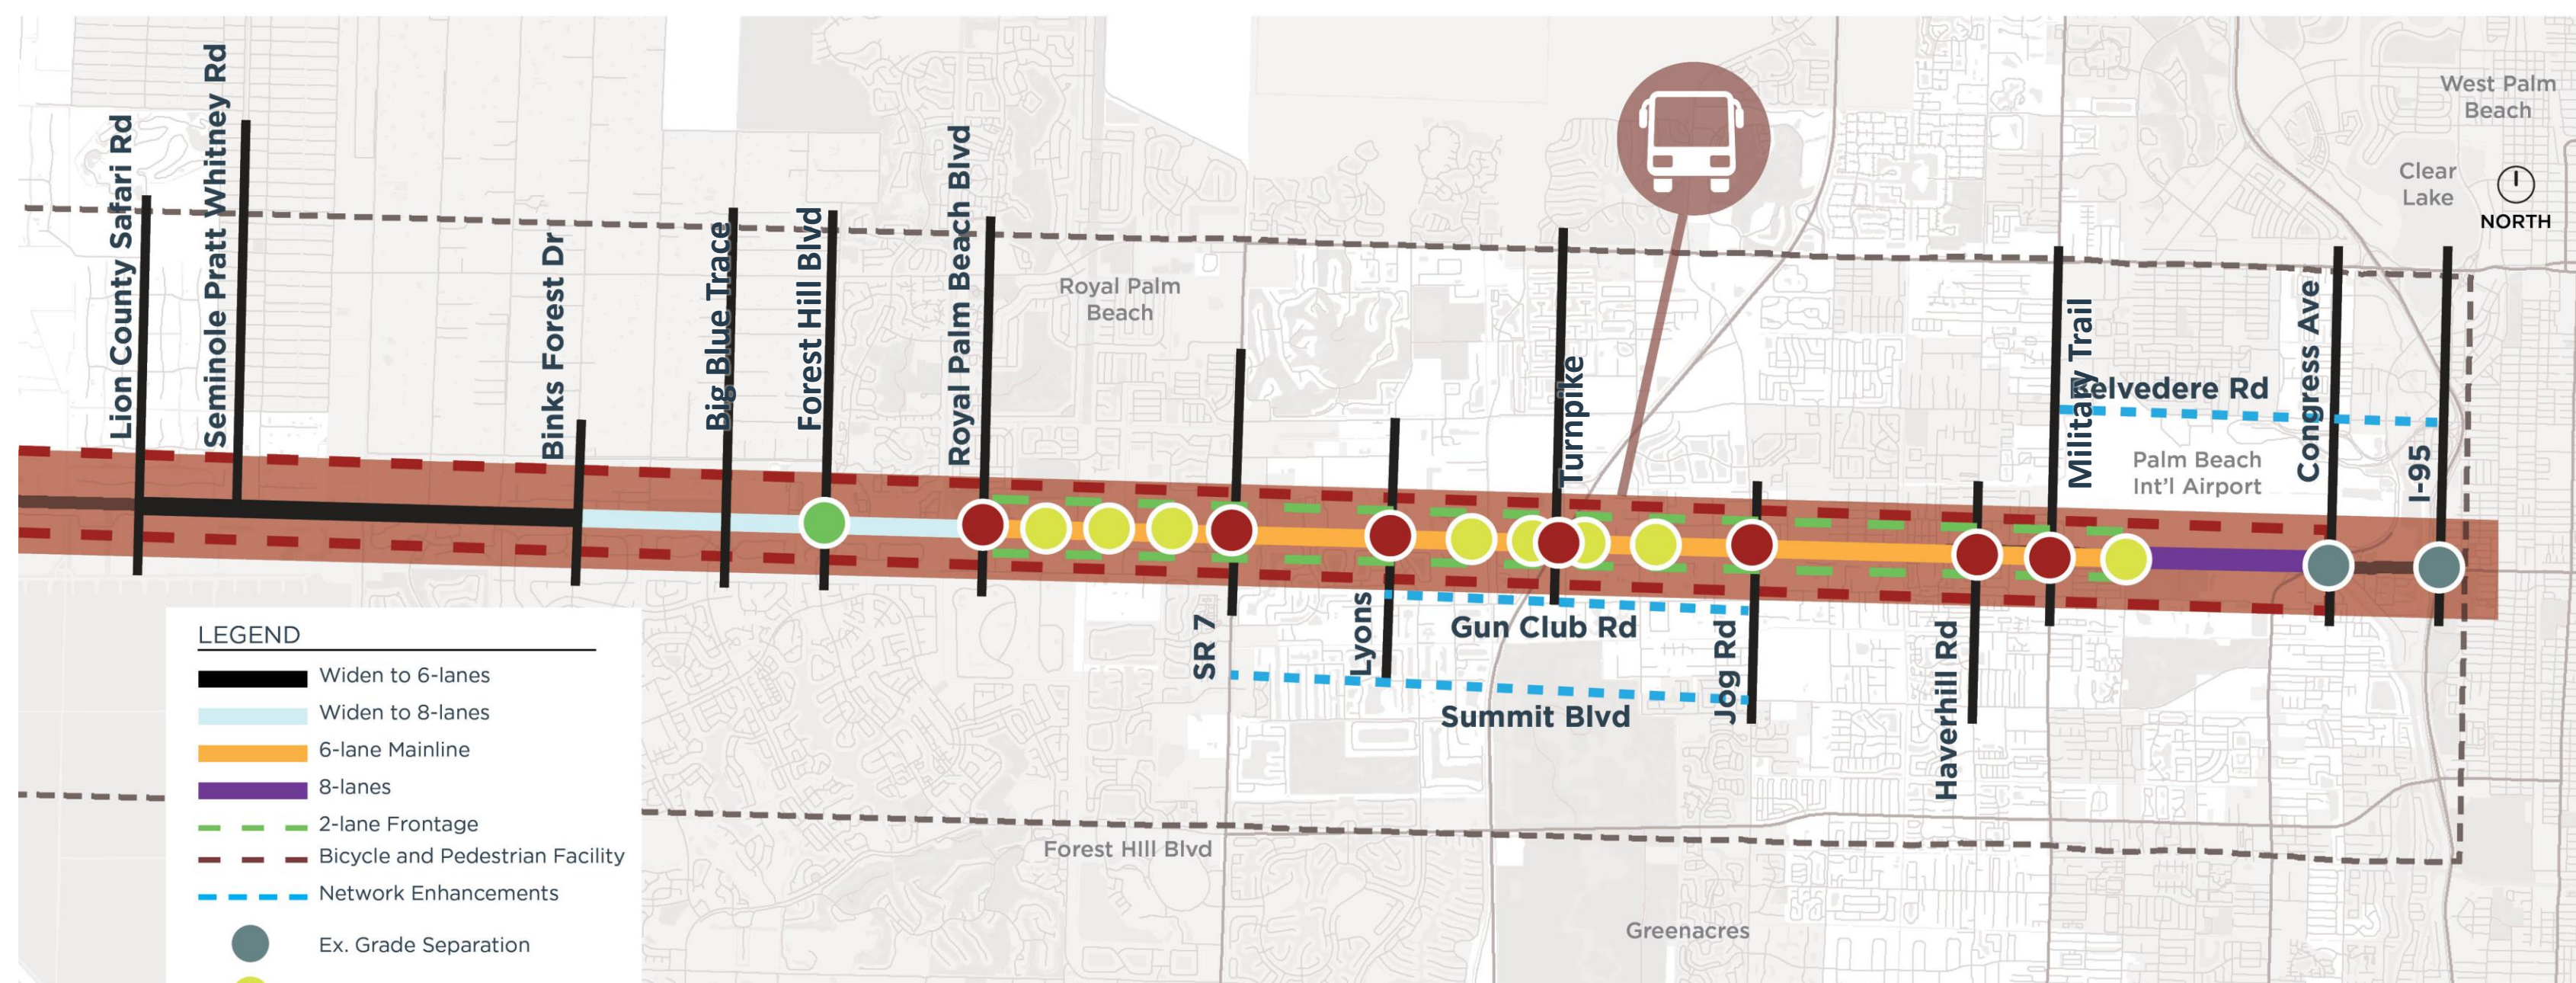 Lion County Safari Rd
Seminole Pratt Whitney Rd
Binks Forest Dr
Big Blue Trace
Forest Hill Blvd
Royal Palm Beach Blvd
Royal Palm
Beach
SR 7
Lyons
Turnpike
Gun Club Rd
Summit Blvd
Jog Rd
Haverhill Rd
Military Trail
Belvedere Rd
Palm Beach
Int'l Airport
Congress Ave
I-95
West Palm
Beach
Clear
Lake
NORTH
Forest HIll Blvd
Greenacres
LEGEND
Widen to 6-lanes
Widen to 8-lanes
6-lane Mainline
8-lanes
2-lane Frontage
Bicycle and Pedestrian Facility
Network Enhancements
Ex. Grade Separation